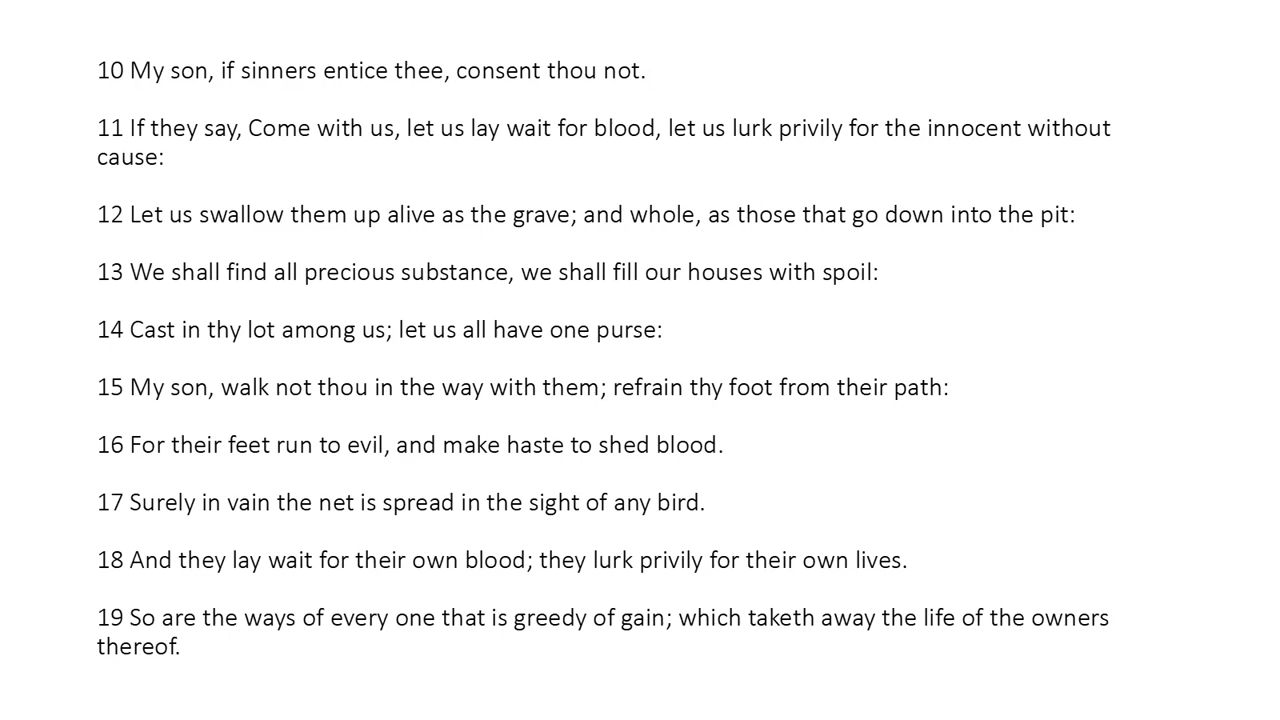 10 My son, if sinners entice thee, consent thou not.
11 If they say, Come with us, let us lay wait for blood, let us lurk privily for the innocent without
cause:
12 Let us swallow them up alive as the grave; and whole, as those that go down into the pit:
13 We shall find all precious substance, we shall fill our houses with spoil:
14 Cast in thy lot among us; let us all have one purse:
15 My son, walk not thou in the way with them; refrain thy foot from their path:
16 For their feet run to evil, and make haste to shed blood.
17 Surely in vain the net is spread in the sight of any bird.
18 And they lay wait for their own blood; they lurk privily for their own lives.
19 So are the ways of every one that is greedy of gain; which taketh away the life of the owners
thereof.